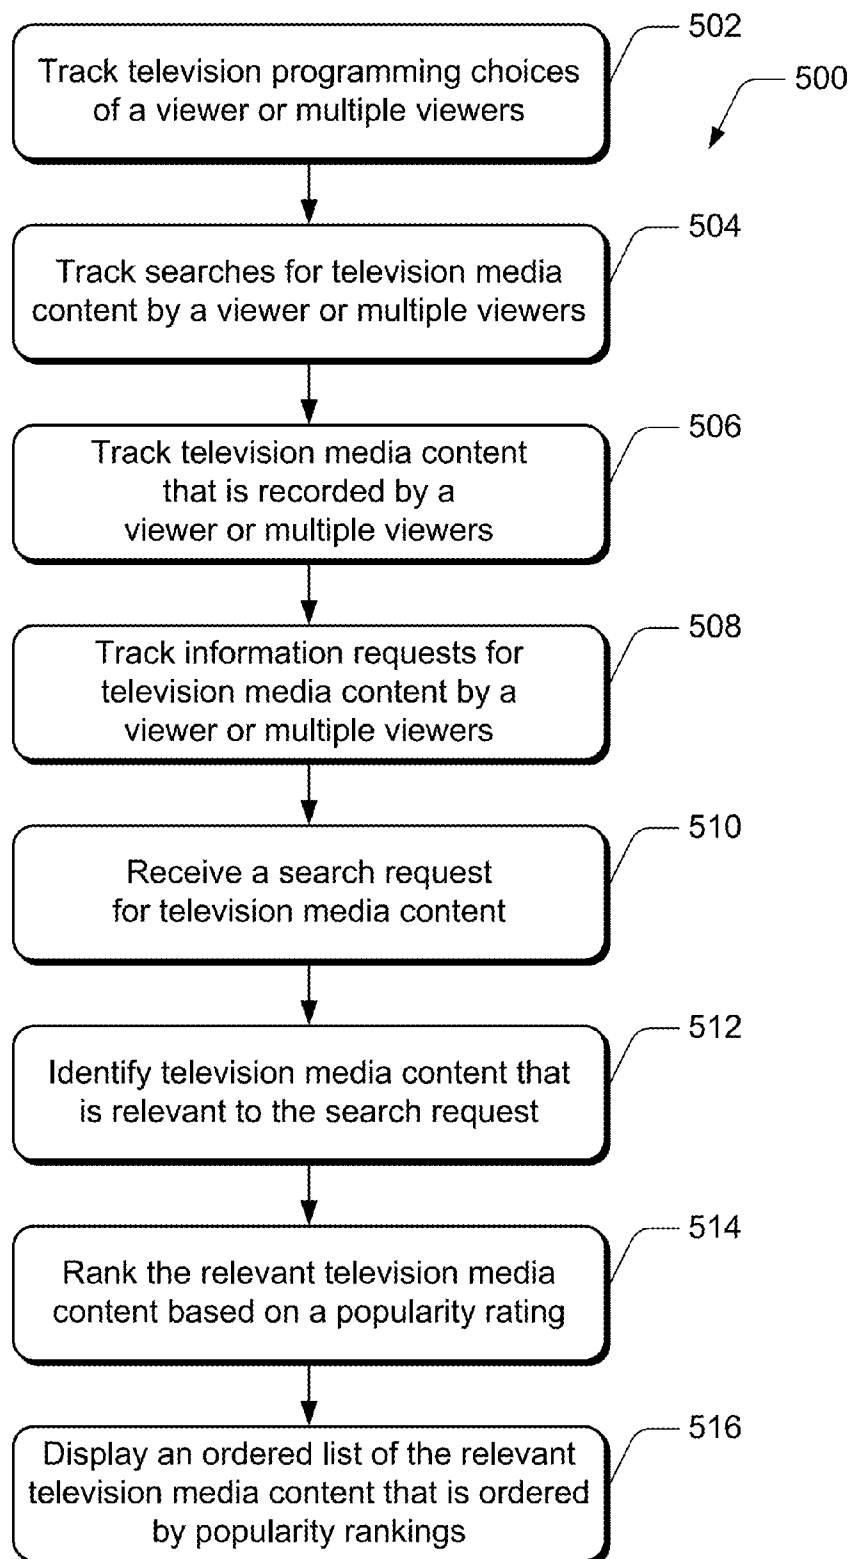 502
Track television programming choices
of a viewer or multiple viewers
500
504
Track searches for television media
content by a viewer or multiple viewers
506
Track television media content
that is recorded by a
viewer or multiple viewers
508
Track information requests for
television media content by a
viewer or multiple viewers
510
Receive a search request
for television media content
512
Identify television media content that
is relevant to the search request
514
Rank the relevant television media
content based on a popularity rating
516
Display an ordered list of the relevant
television media content that is ordered
by popularity rankings